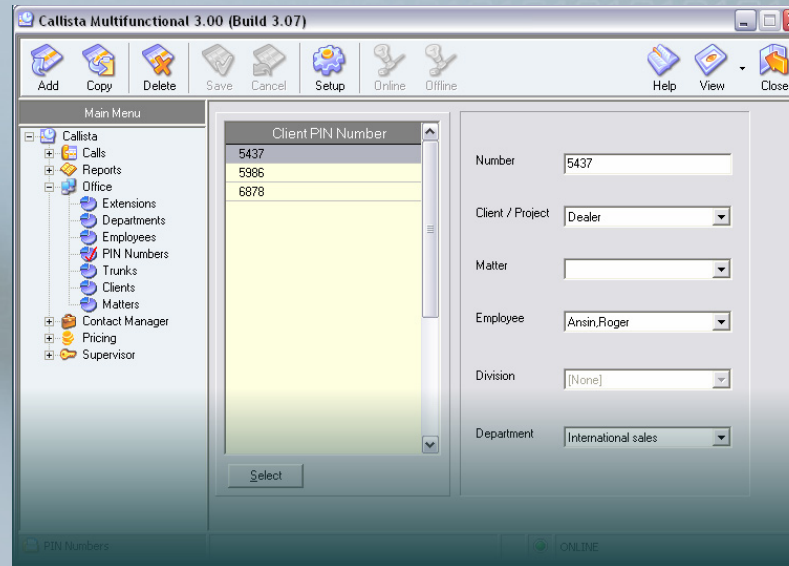 Callista Multifunctional 3.00 (Build 3.07)
Add Copy Delete Save Cancel Setup Online Offline Help View Close
Main Menu
Callista
Calls
Reports
Office
Extensions
Departments
Employees
PIN Numbers
Trunks
Clients
Matters
Contact Manager
Pricing
Supervisor
Client PIN Number
5437
5986
6878
Select
Number 5437
Client / Project Dealer
Matter
Employee Ansin,Roger
Division [None]
Department International sales
PIN Numbers ONLINE